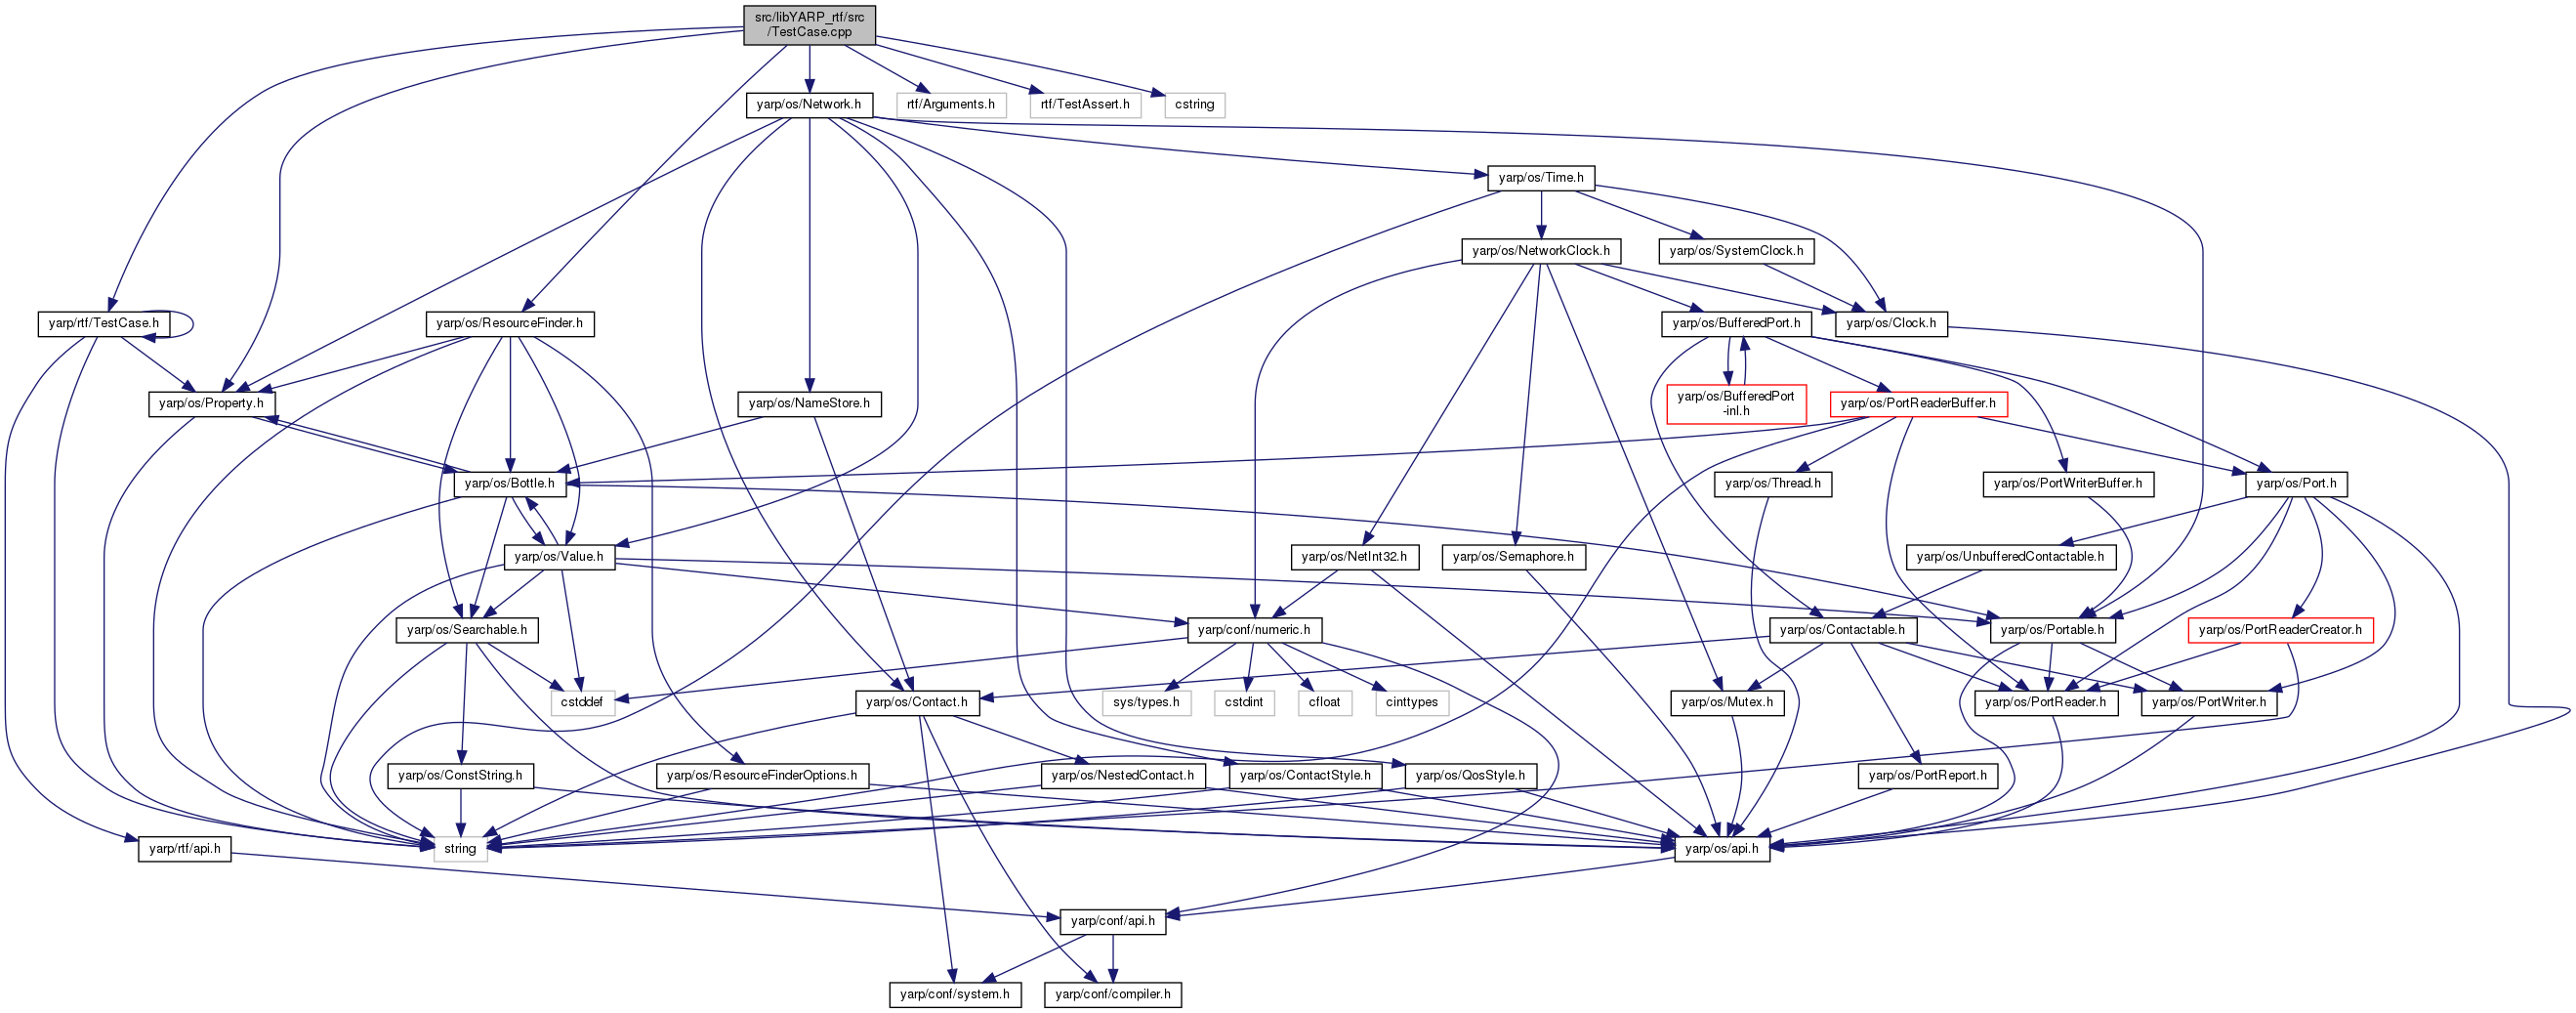 src/libYARP_rtf/src
/TestCase.cpp
yarp/os/Network.h
rtf/Arguments.h
rtf/TestAssert.h
cstring
yarp/os/Time.h
yarp/os/NetworkClock.h
yarp/os/SystemClock.h
yarp/rtf/TestCase.h
yarp/os/ResourceFinder.h
yarp/os/BufferedPort.h
yarp/os/Clock.h
yarp/os/Property.h
yarp/os/NameStore.h
yarp/os/BufferedPort
-inl.h
yarp/os/PortReaderBuffer.h
yarp/os/Bottle.h
yarp/os/Thread.h
yarp/os/PortWriterBuffer.h
yarp/os/Port.h
yarp/os/Value.h
yarp/os/NetInt32.h
yarp/os/Semaphore.h
yarp/os/UnbufferedContactable.h
yarp/os/Searchable.h
yarp/conf/numeric.h
yarp/os/Contactable.h
yarp/os/Portable.h
yarp/os/PortReaderCreator.h
cstddef
yarp/os/Contact.h
sys/types.h
cstdint
cfloat
cinttypes
yarp/os/Mutex.h
yarp/os/PortReader.h
yarp/os/PortWriter.h
yarp/os/ConstString.h
yarp/os/ResourceFinderOptions.h
yarp/os/NestedContact.h
yarp/os/ContactStyle.h
yarp/os/QosStyle.h
yarp/os/PortReport.h
yarp/rtf/api.h
string
yarp/os/api.h
yarp/conf/api.h
yarp/conf/system.h
yarp/conf/compiler.h